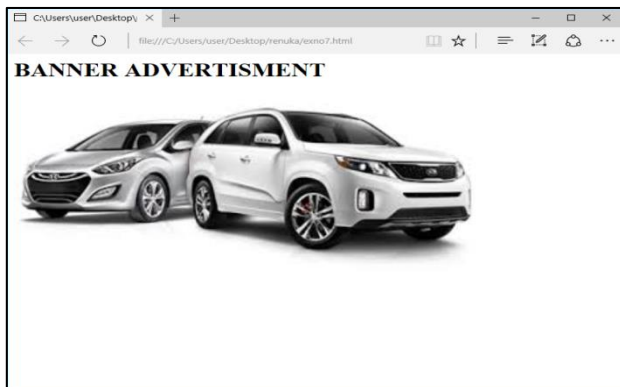 C:\Users\user\Desktop\
file:///C:/Users/user/Desktop/renuka/exno7.html
BANNER ADVERTISMENT